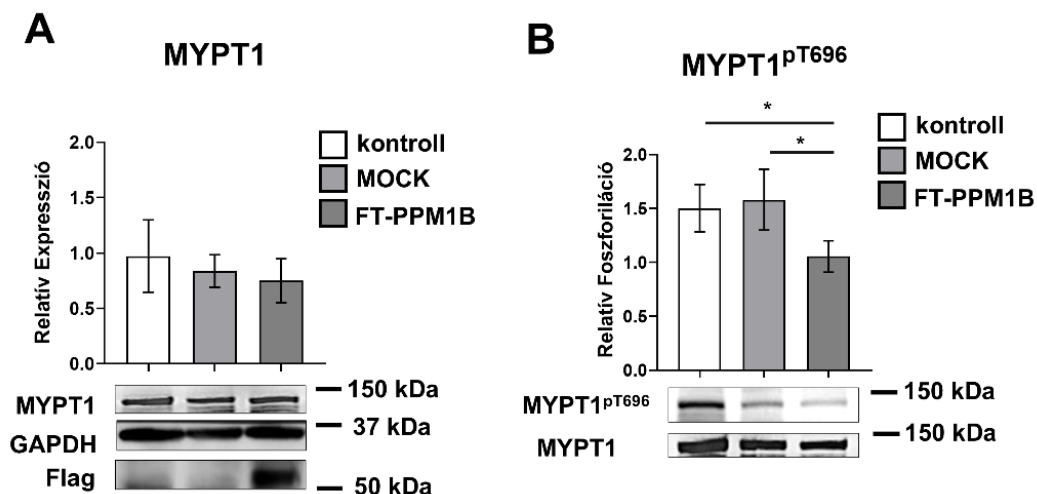 A
MYPT1
kontroll
MOCK
FT-PPM1B
Relatív Expresszió
2.0
1.5
1.0
0.5
0.0
MYPT1
150 kDa
GAPDH
37 kDa
Flag
50 kDa
B
MYPT1pT696
* 
*
kontroll
MOCK
FT-PPM1B
Relatív Foszforiláció
2.0
1.5
1.0
1.5
0.0
MYPT1pT696
150 kDa
MYPT1
150 kDa